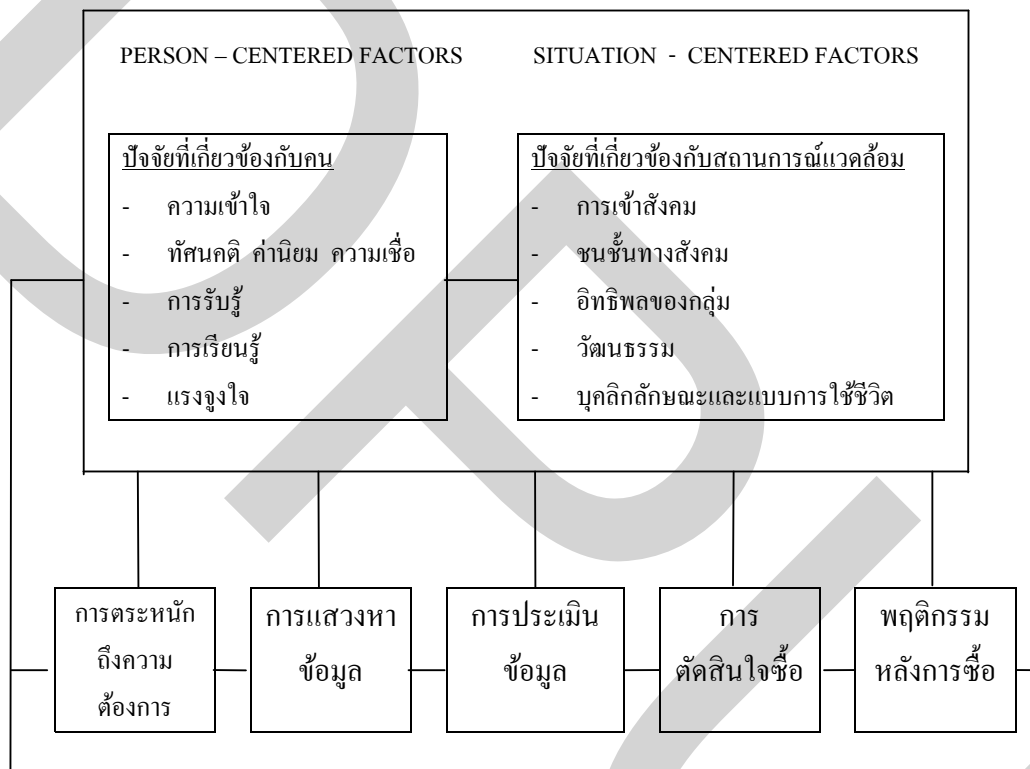 PERSON – CENTERED FACTORS
SITUATION - CENTERED FACTORS
ปัจจัยที่เกี่ยวข้องกับคน
- ความเข้าใจ
- ทัศนคติ ค่านิยม ความเชื่อ
- การรับรู้
- การเรียนรู้
- แรงจูงใจ
ปัจจัยที่เกี่ยวข้องกับสถานการณ์แวดล้อม
- การเข้าสังคม
- ชนชั้นทางสังคม
- อิทธิพลของกลุ่ม
- วัฒนธรรม
- บุคลิกลักษณะและแบบการใช้ชีวิต
การตระหนัก
ถึงความ
ต้องการ
การแสวงหา
ข้อมูล
การประเมิน
ข้อมูล
การ
ตัดสินใจซื้อ
พฤติกรรม
หลังการซื้อ